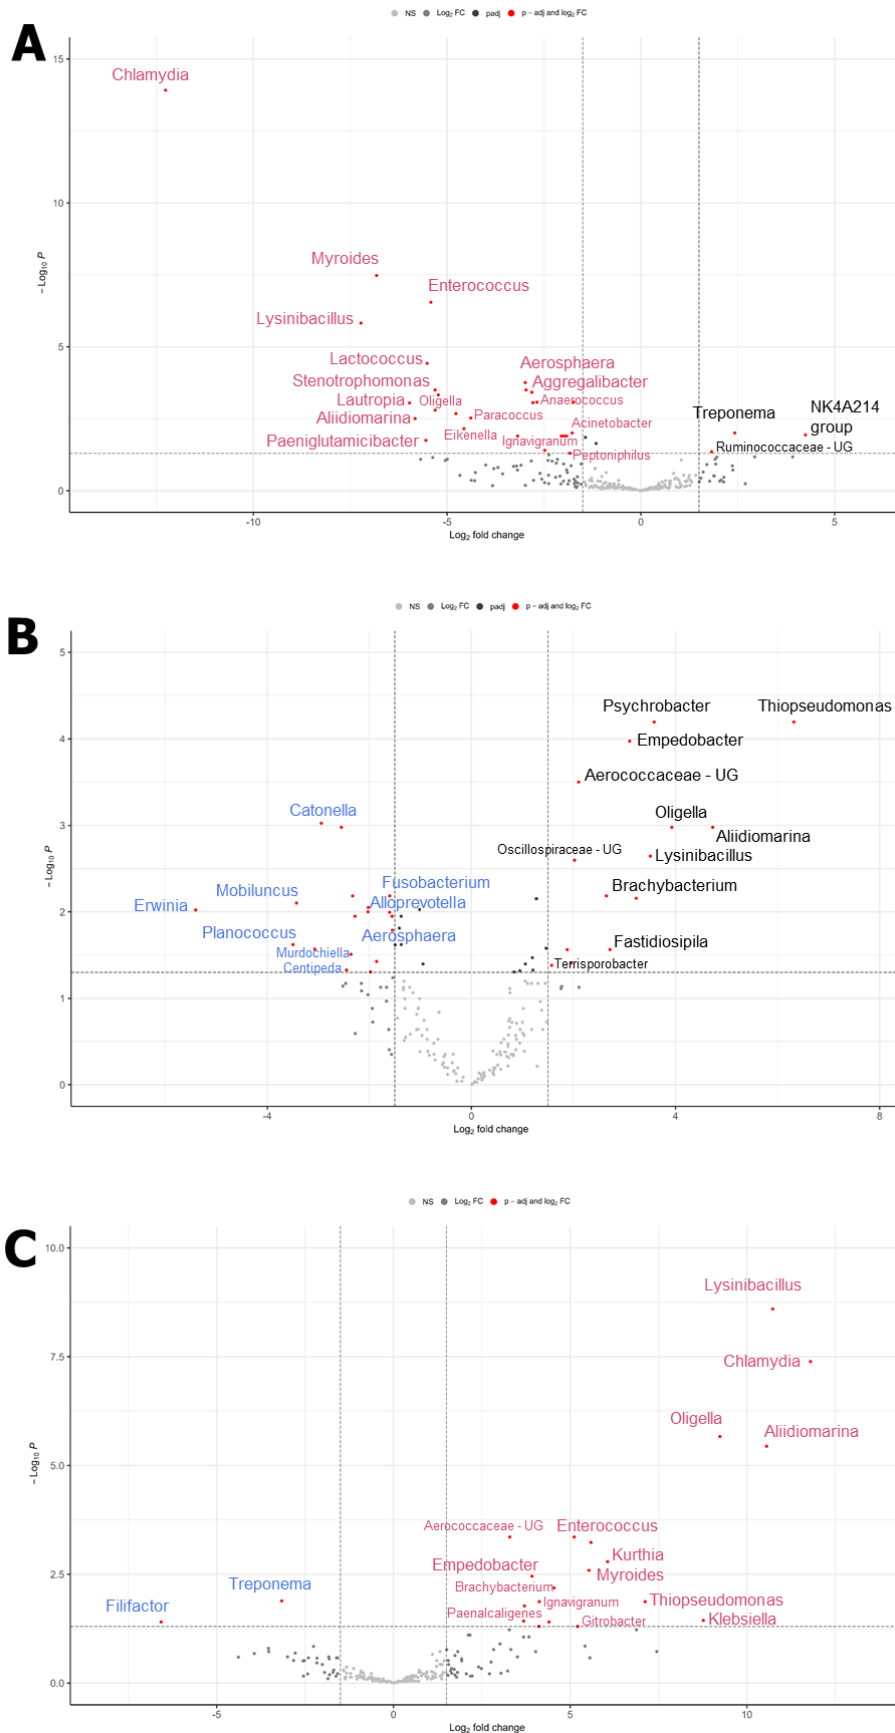 NS Log₂ FC padj p – adj and log₂ FC
A
15
Chlamydia
10
Myroides
Enterococcus
Lysinibacillus
– Log₁₀ P
5
Lactococcus
Aerosphaera
Stenotrophomonas
Aggregalibacter
Lautropia
Oligella
Anaerococcus
Aliidiomarina
Paracoccus
Acinetobacter
Treponema
NK4A214
group
Eikenella
Ignavigranum
Paeniglutamicibacter
Peptoniphilus
Ruminococcaceae - UG
0
-10 -5 0 5
Log₂ fold change
NS Log₂ FC padj p – adj and log₂ FC
B
5
Psychrobacter
Thiopseudomonas
4
Empedobacter
Aerococcaceae - UG
3
Catonella
Oligella
Aliidiomarina
– Log₁₀ P
Oscillospiraceae - UG
Lysinibacillus
Mobiluncus
Fusobacterium
Brachybacterium
2
Erwinia
Alloprevotella
Planococcus
Aerosphaera
Fastidiosipila
Murdochiella
Centipeda
Terrisporobacter
1
0
-4 0 4 8
Log₂ fold change
NS Log₂ FC p – adj and log₂ FC
C
10.0
Lysinibacillus
7.5
Chlamydia
Oligella
Aliidiomarina
5.0
– Log₁₀ P
Aerococcaceae - UG
Enterococcus
Kurthia
2.5
Empedobacter
Myroides
Treponema
Brachybacterium
Filifactor
Ignavigranum
Thiopseudomonas
Paenalcaligenes
Gitrobacter
Klebsiella
0.0
-5 0 5 10
Log₂ fold change